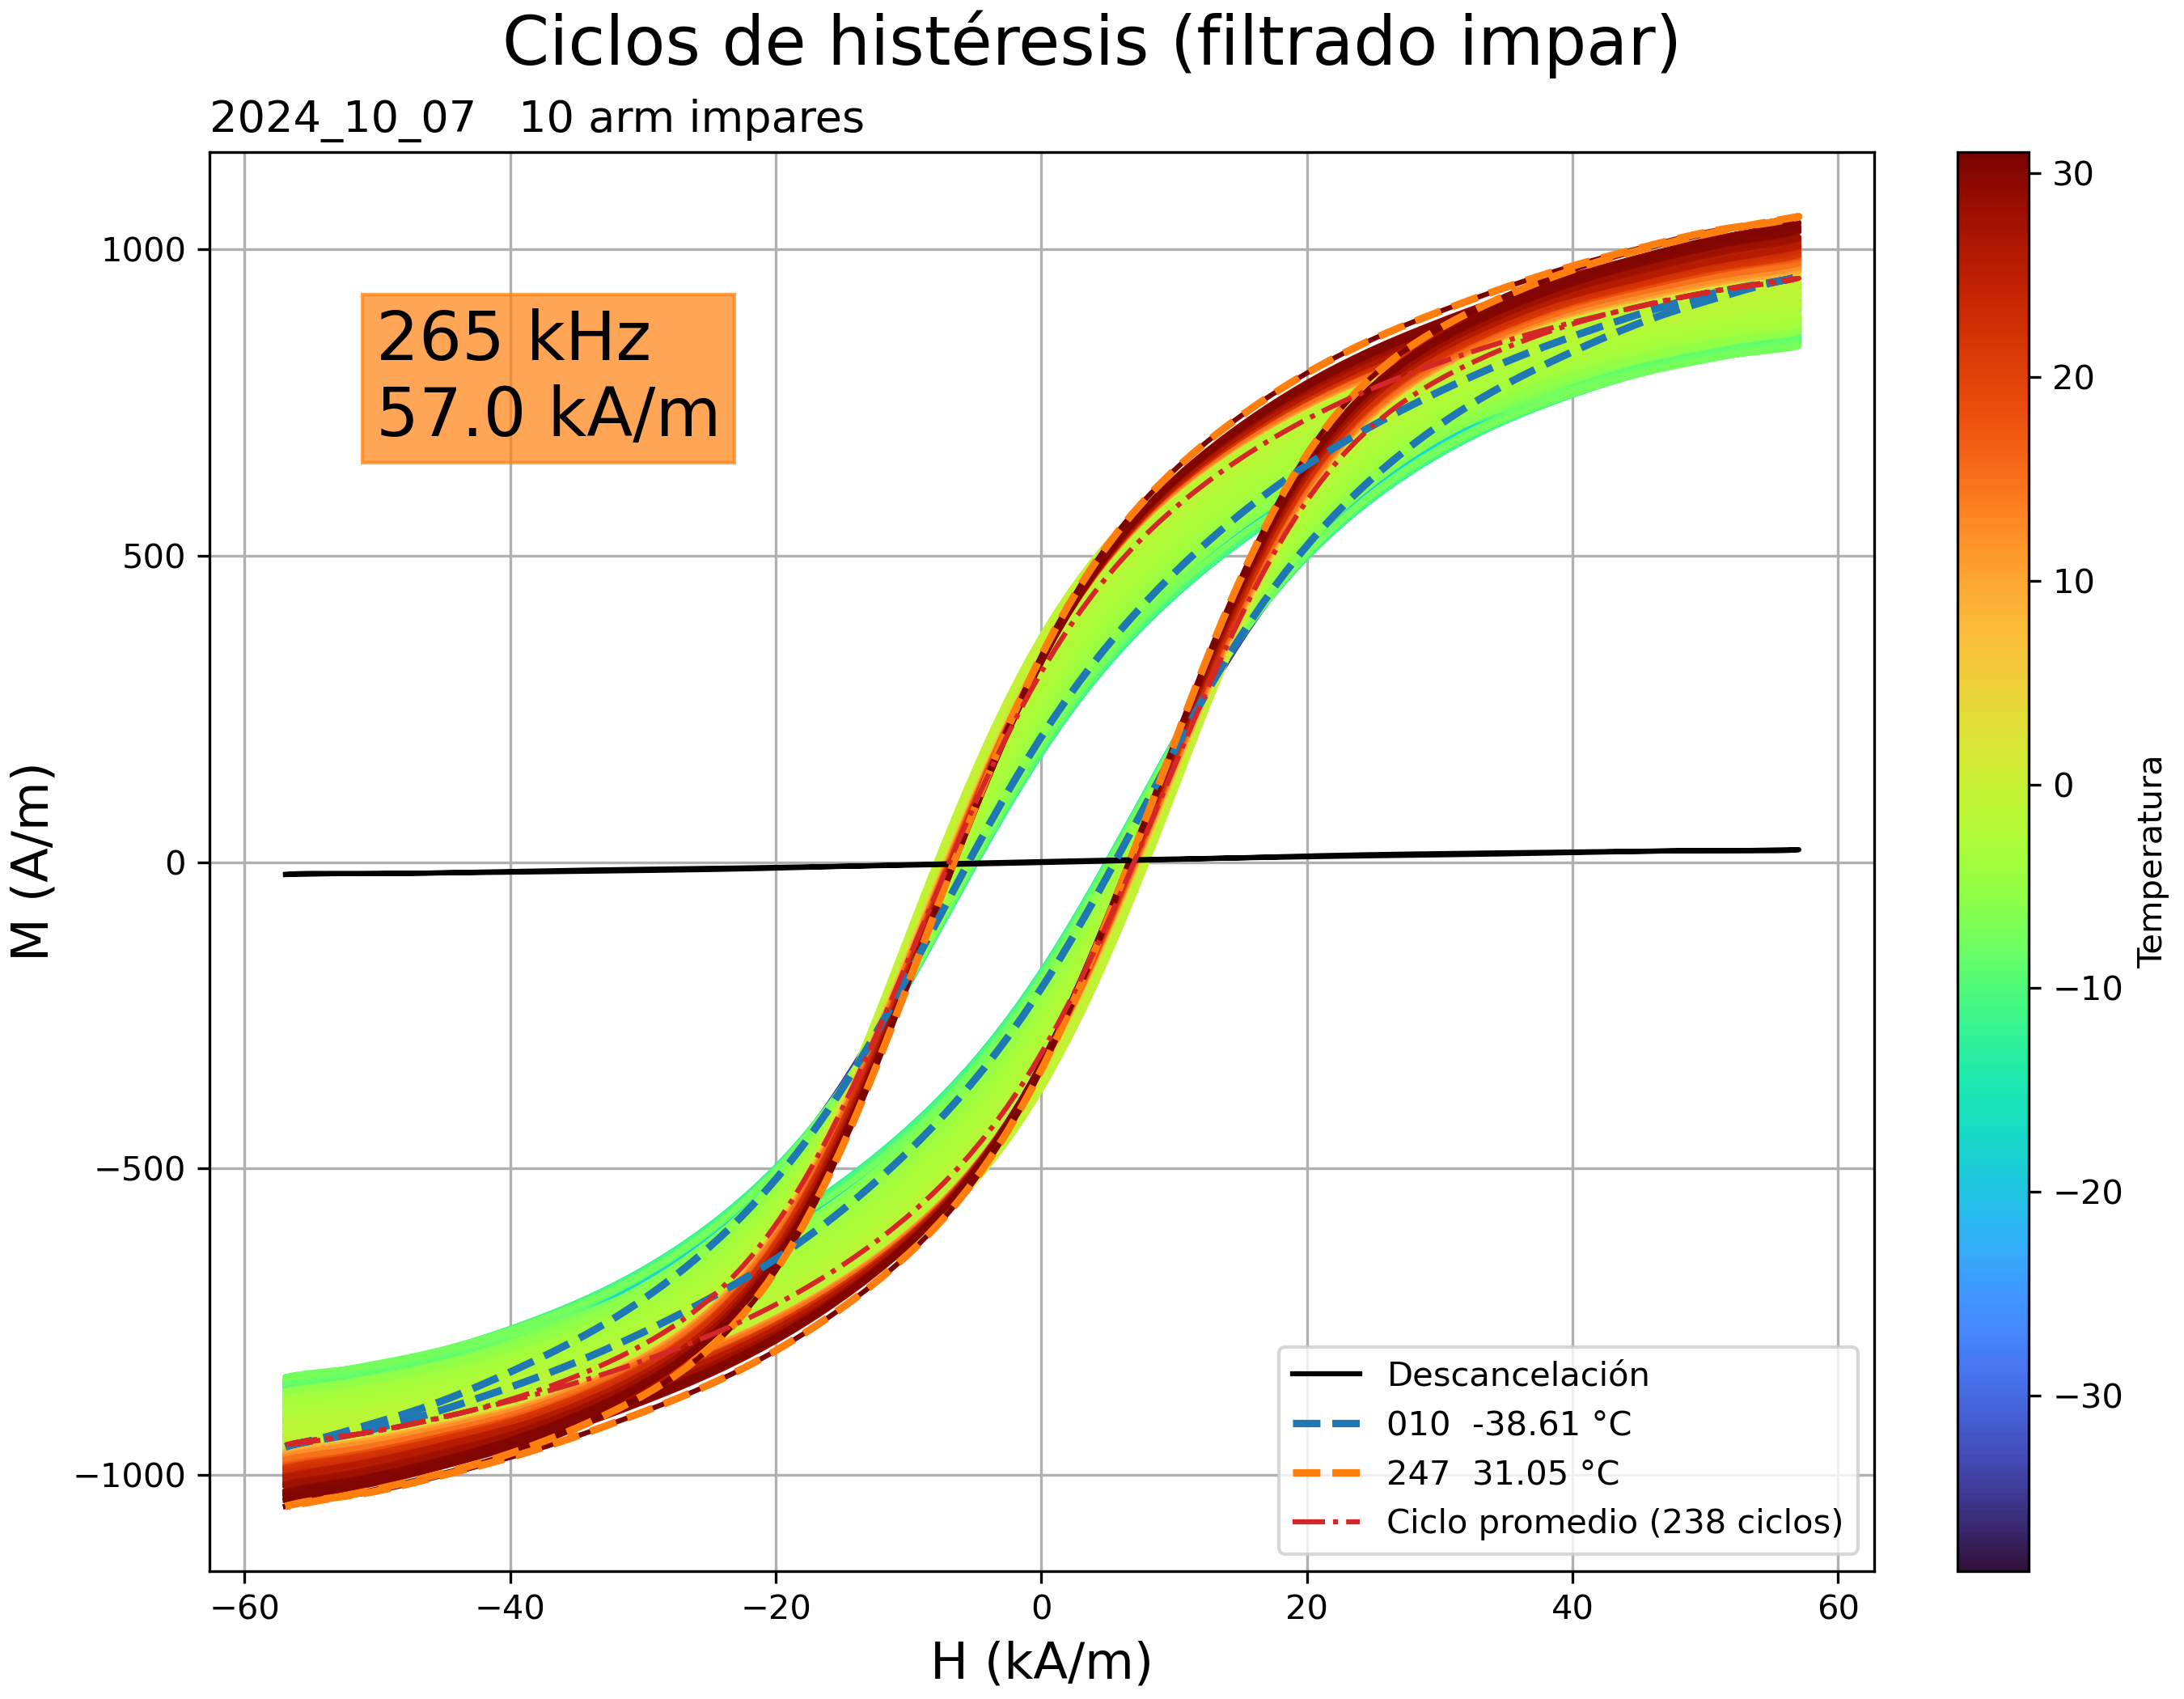 Ciclos de histéresis (filtrado impar)
2024_10_07   10 arm impares
265 kHz
57.0 kA/m
M (A/m)
1000
500
0
−500
−1000
−60
−40
−20
0
20
40
60
H (kA/m)
Descancelación
010  -38.61 °C
247  31.05 °C
Ciclo promedio (238 ciclos)
30
20
10
0
−10
−20
−30
Temperatura